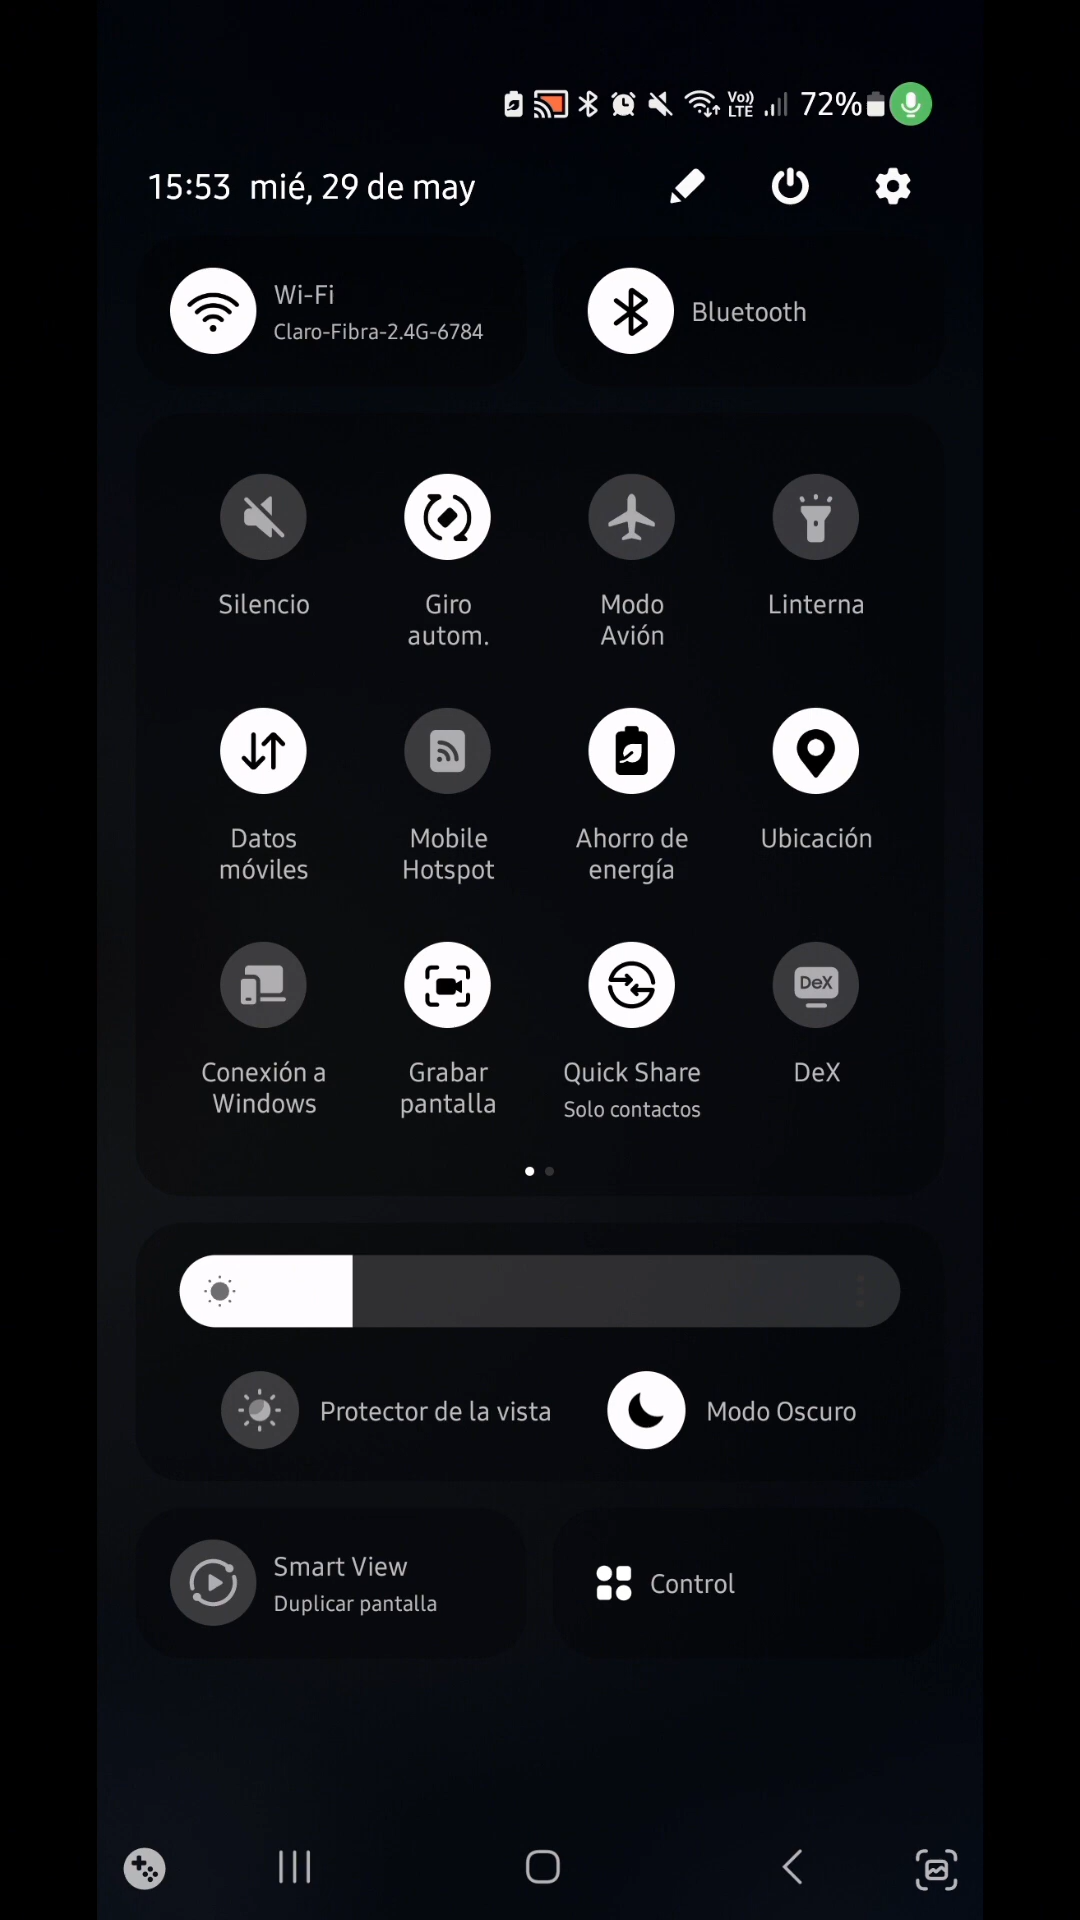 Vo))
LTE
72%
15:53 mié, 29 de may
Wi-Fi
Claro-Fibra-2.4G-6784
Bluetooth
Silencio
Giro
autom.
Modo
Avión
Linterna
Datos
móviles
Mobile
Hotspot
Ahorro de
energía
Ubicación
Conexión a
Windows
Grabar
pantalla
Quick Share
Solo contactos
DeX
DeX
Protector de la vista
Modo Oscuro
Smart View
Duplicar pantalla
Control